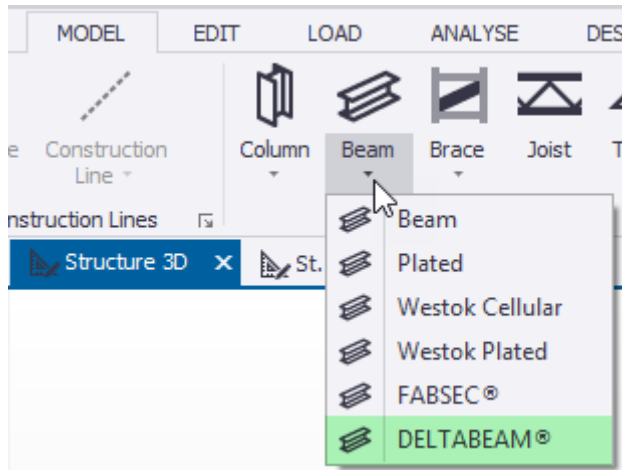 MODEL EDIT LOAD ANALYSE
Construction Column Beam Brace Joist
Line
Lines
Structure 3D St.
Beam
Plated
Westok Cellular
Westok Plated
FABSEC®
DELTABEAM®